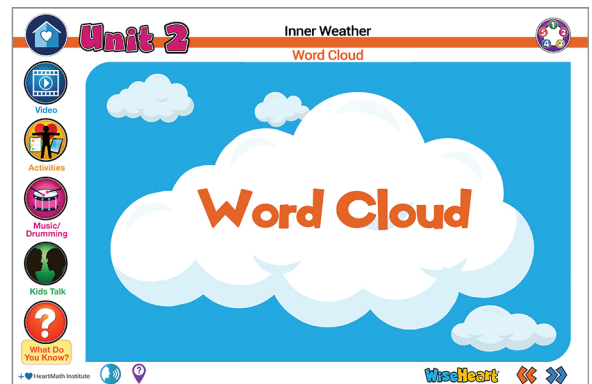 Unit 2
Inner Weather
Word Cloud
Video
Activities
Music/
Drumming
Kids Talk
?
What Do
You Know?
Word Cloud
HeartMath Institute
?
WiseHeart